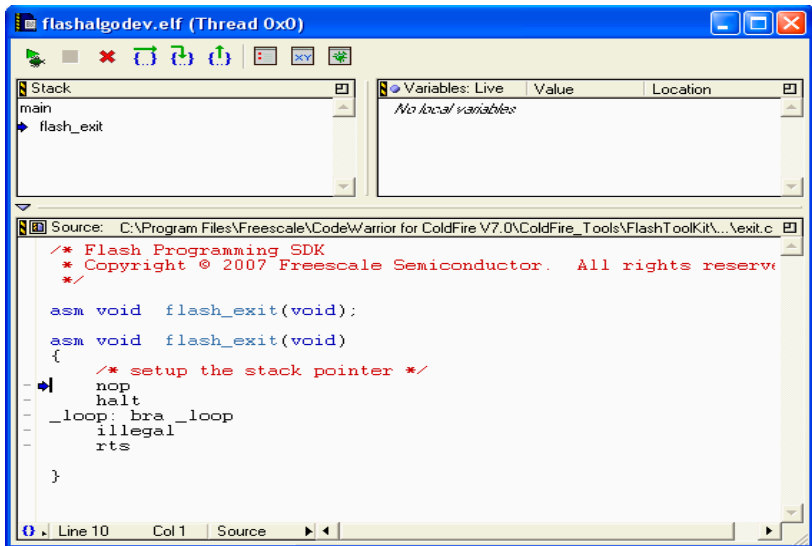 flashalgodev.elf (Thread 0x0)
Stack
main
flash_exit
Variables: Live Value Location
No local variables
Source: C:\Program Files\Freescale\CodeWarrior for ColdFire V7.0\ColdFire_Tools\FlashToolKit\...\exit.c
/* Flash Programming SDK
* Copyright © 2007 Freescale Semiconductor. All rights reserve
*/
asm void flash_exit(void);
asm void flash_exit(void)
{
/* setup the stack pointer */
nop
halt
_loop: bra _loop
illegal
rts
}
Line 10 Col 1 Source